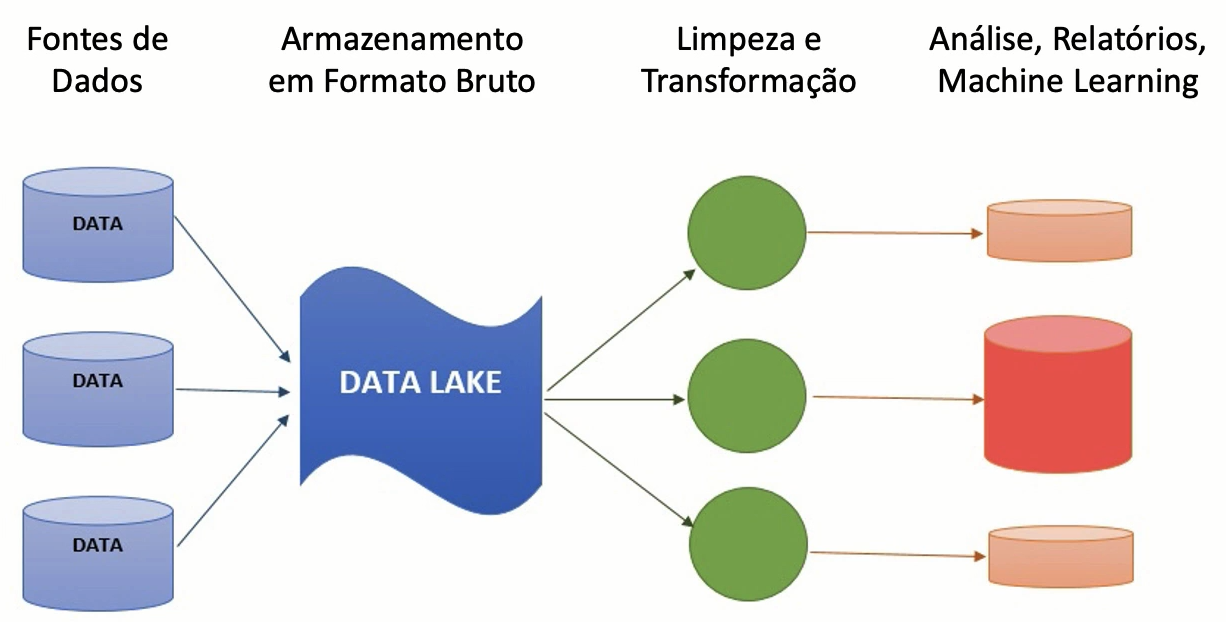 Fontes de
Dados
Armazenamento
em Formato Bruto
Limpeza e
Transformação
Análise, Relatórios,
Machine Learning
DATA
DATA
DATA LAKE
DATA